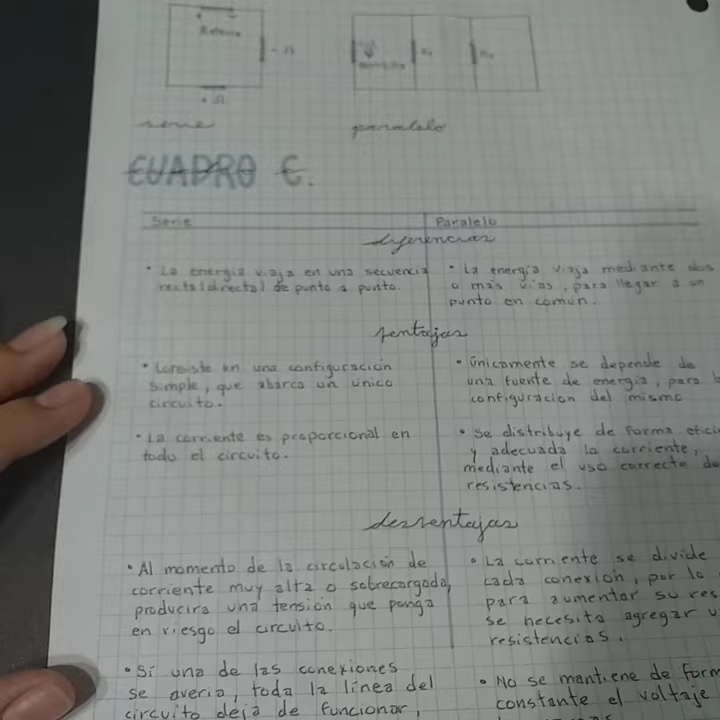 Batería
serie
paralelo
CUADRO C.
Serie
Paralelo
diferencias
• La energía viaja en una secuencia
recta (directa) de punto a punto.
• La energía viaja mediante dos
o más vías, para llegar a un
punto en común.
ventajas
• Consiste en una configuración
simple, que abarca un único
circuito.
• La corriente es proporcional en
todo el circuito.
• únicamente se depende de
una fuente de energía, para
configuración del mismo
• Se distribuye de forma
y adecuada la corriente,
mediante el uso correcto de
resistencias.
desventajas
• Al momento de la circulación de
corriente muy alta o sobrecargada,
producira una tensión que ponga
en riesgo el circuito.
• Sí una de las conexiones
se averia, toda la línea del
circuito deja de funcionar,
• La corriente se divide
cada conexión, por lo
para aumentar su
se necesita agregar
resistencias.
• No se mantiene de
constante el voltaje